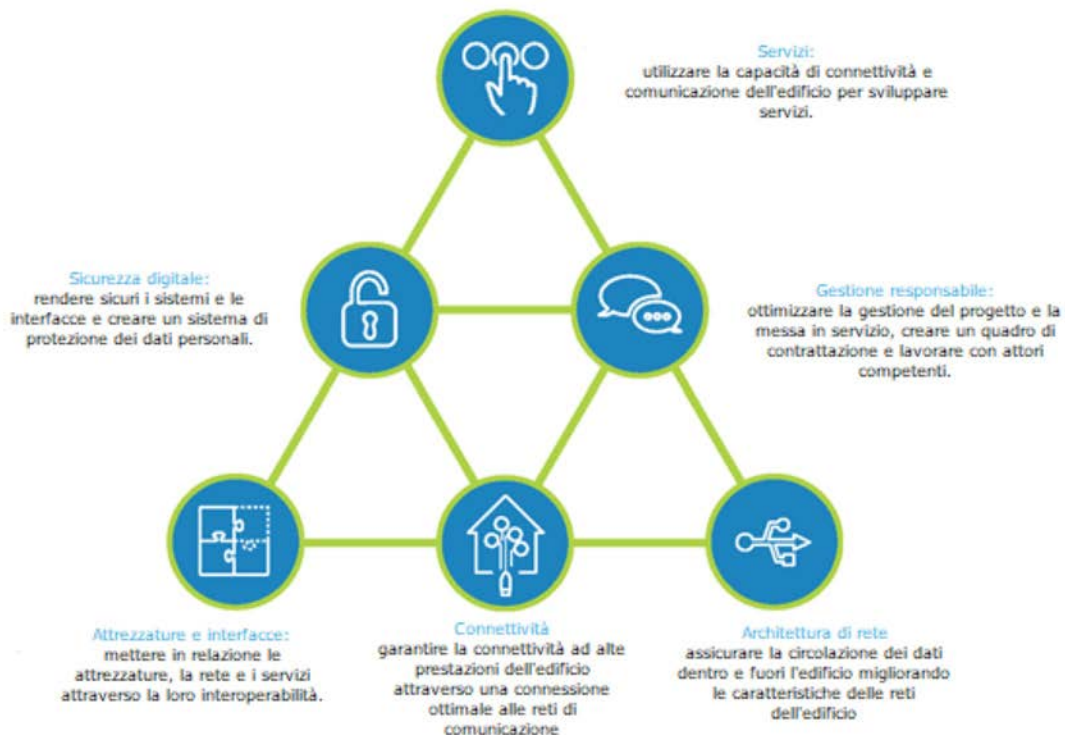 Servizi:
utilizzare la capacità di connettività e
comunicazione dell'edificio per sviluppare
servizi.
Sicurezza digitale:
rendere sicuri i sistemi e le
interfacce e creare un sistema di
protezione dei dati personali.
Gestione responsabile:
ottimizzare la gestione del progetto e la
messa in servizio, creare un quadro di
contrattazione e lavorare con attori
competenti.
Attrezzature e interfacce:
mettere in relazione le
attrezzature, la rete e i servizi
attraverso la loro interoperabilità.
Connettività
garantire la connettività ad alte
prestazioni dell'edificio
attraverso una connessione
ottimale alle reti di
comunicazione
Architettura di rete
assicurare la circolazione dei dati
dentro e fuori l'edificio migliorando
le caratteristiche delle reti
dell'edificio